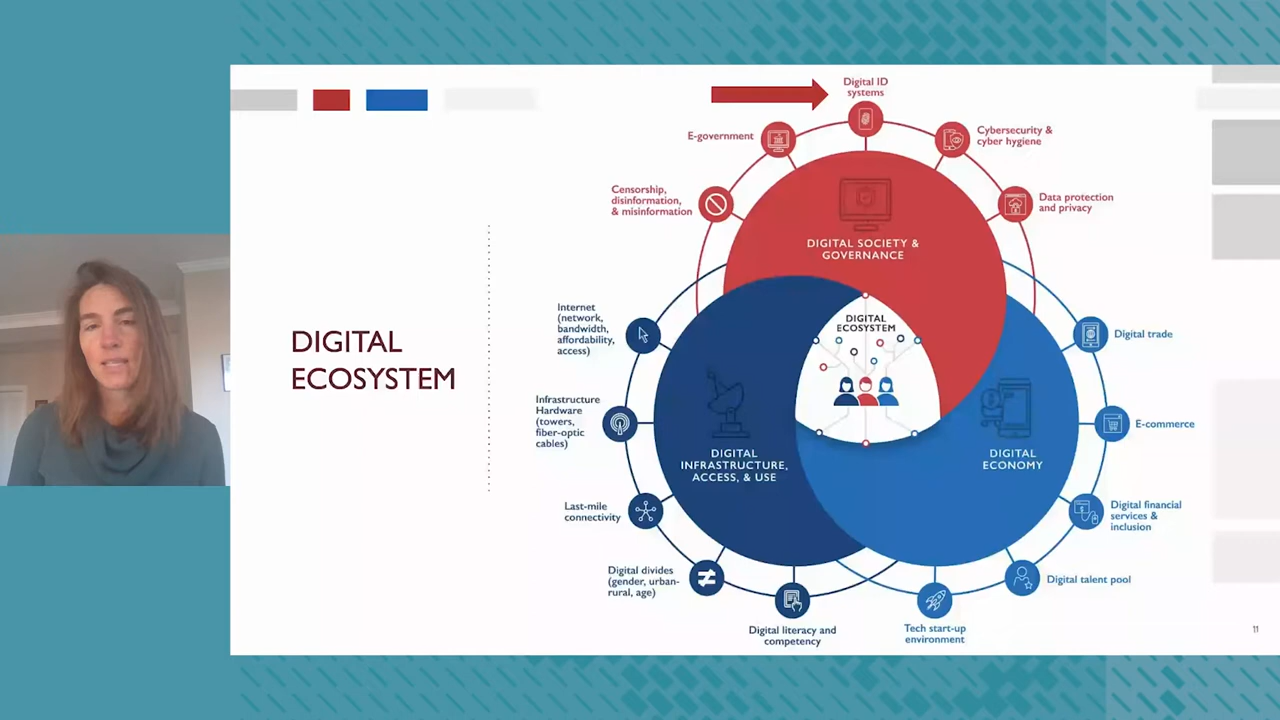 Digital ID
systems
E-government
Cybersecurity &
cyber hygiene
Censorship,
disinformation,
& misinformation
Data protection
and privacy
DIGITAL SOCIETY &
GOVERNANCE
DIGITAL
ECOSYSTEM
Internet
(network,
bandwidth,
affordability,
access)
DIGITAL
ECOSYSTEM
Digital trade
Infrastructure
Hardware
(towers,
fiber-optic
cables)
E-commerce
DIGITAL
INFRASTRUCTURE,
ACCESS, & USE
DIGITAL
ECONOMY
Last-mile
connectivity
Digital financial
services &
inclusion
Digital divides
(gender, urban-
rural, age)
Digital talent pool
Digital literacy and
competency
Tech start-up
environment
11